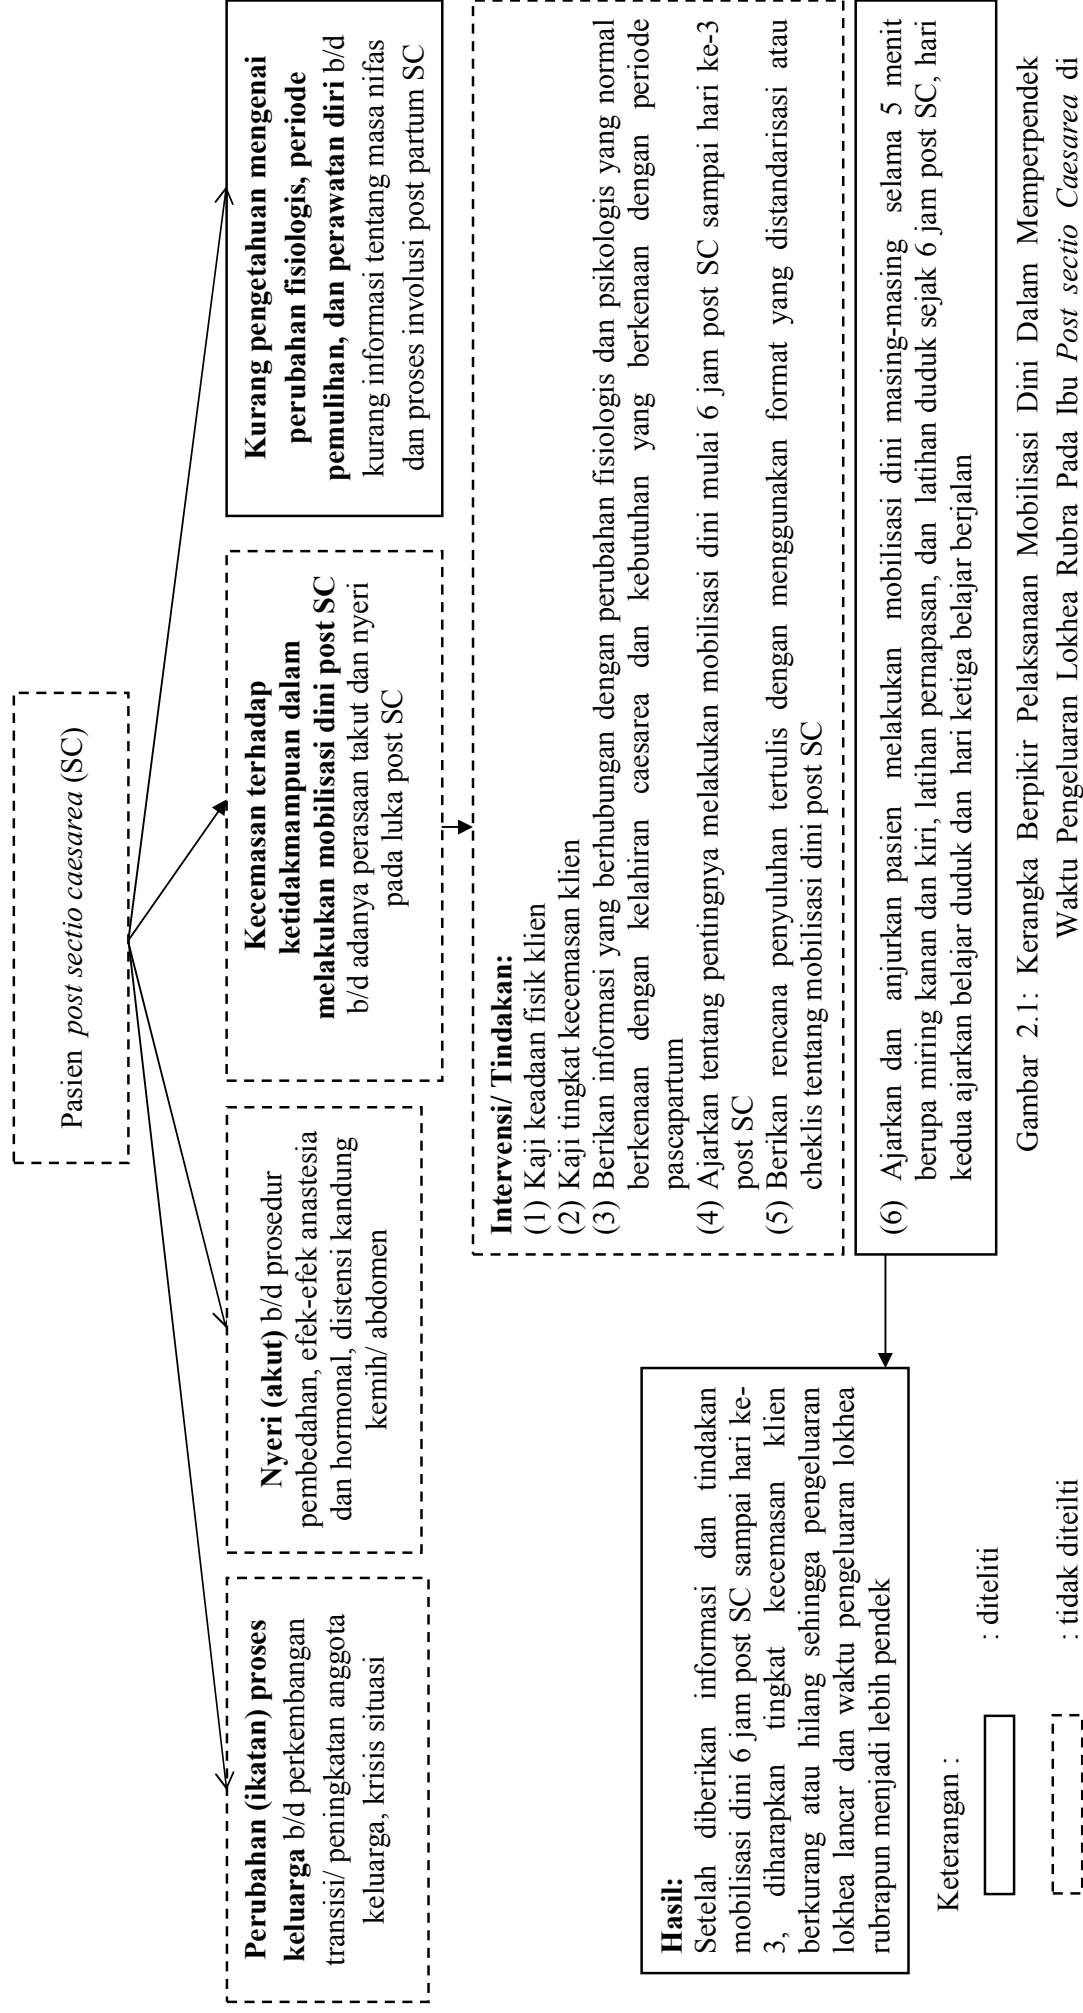 Pasien post sectio caesarea (SC)
Perubahan (ikatan) proses
keluarga b/d perkembangan
transisi/ peningkatan anggota
keluarga, krisis situasi
Nyeri (akut) b/d prosedur
pembedahan, efek-efek anastesia
dan hormonal, distensi kandung
kemih/ abdomen
Kecemasan terhadap
ketidakmampuan dalam
melakukan mobilisasi dini post SC
b/d adanya perasaan takut dan nyeri
pada luka post SC
Kurang pengetahuan mengenai
perubahan fisiologis, periode
pemulihan, dan perawatan diri b/d
kurang informasi tentang masa nifas
dan proses involusi post partum SC
Intervensi/ Tindakan:
(1) Kaji keadaan fisik klien
(2) Kaji tingkat kecemasan klien
(3) Berikan informasi yang berhubungan dengan perubahan fisiologis dan psikologis yang normal
berkenaan dengan kelahiran caesarea dan kebutuhan yang berkenaan dengan periode
pascapartum
(4) Ajarkan tentang pentingnya melakukan mobilisasi dini mulai 6 jam post SC sampai hari ke-3
post SC
(5) Berikan rencana penyuluhan tertulis dengan menggunakan format yang distandarisasi atau
cheklis tentang mobilisasi dini post SC
(6) Ajarkan dan anjurkan pasien melakukan mobilisasi dini masing-masing selama 5 menit
berupa miring kanan dan kiri, latihan pernapasan, dan latihan duduk sejak 6 jam post SC, hari
kedua ajarkan belajar duduk dan hari ketiga belajar berjalan
Hasil:
Setelah diberikan informasi dan tindakan
mobilisasi dini 6 jam post SC sampai hari ke-
3, diharapkan tingkat kecemasan klien
berkurang atau hilang sehingga pengeluaran
lokhea lancar dan waktu pengeluaran lokhea
rubrapun menjadi lebih pendek
Keterangan :
: diteliti
: tidak diteilti
Gambar 2.1: Kerangka Berpikir Pelaksanaan Mobilisasi Dini Dalam Memperpendek
Waktu Pengeluaran Lokhea Rubra Pada Ibu Post sectio Caesarea di